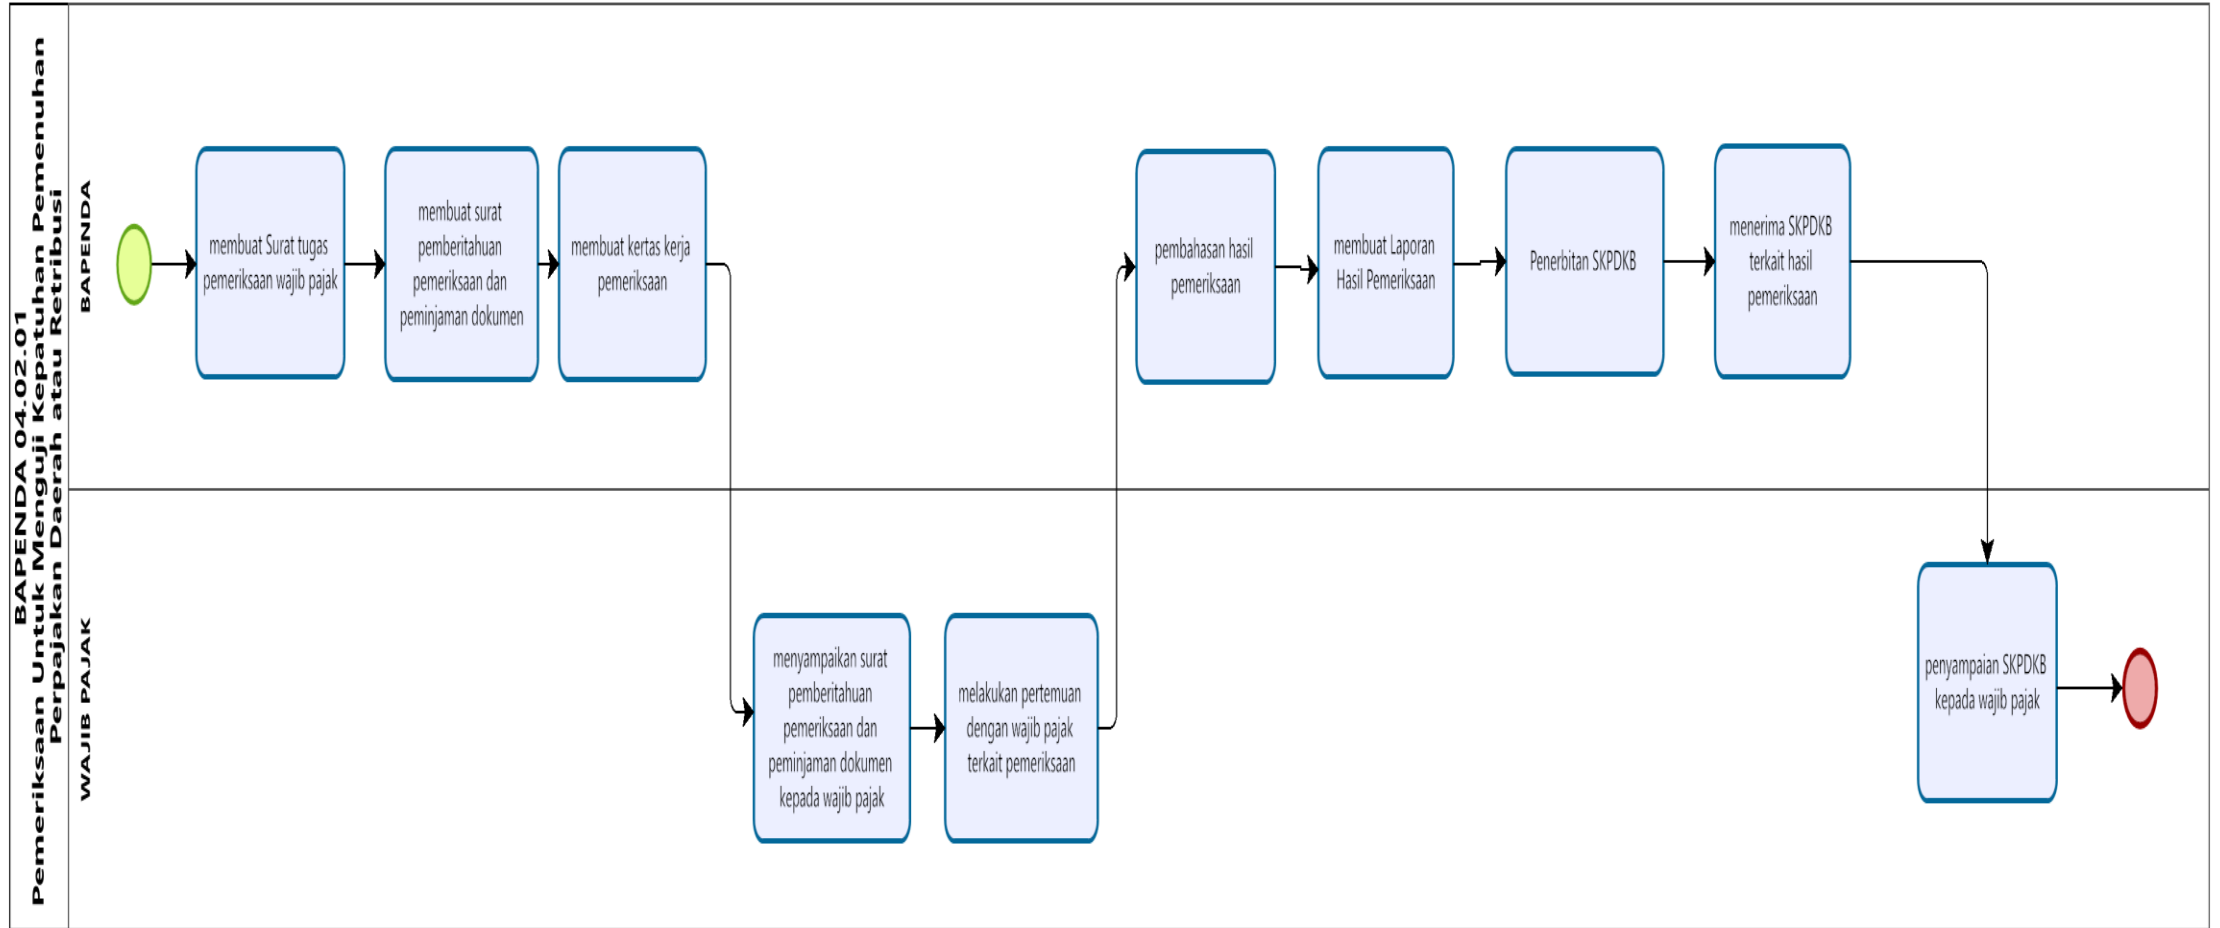 BAPENDA 04.02.01
Pemeriksaan Untuk Menguji Kepatuhan Pemenuhan
Perpajakan Daerah atau Retribusi
BAPENDA
membuat Surat tugas
pemeriksaan wajib pajak
membuat surat
pemberitahuan
pemeriksaan dan
peminjaman dokumen
membuat kertas kerja
pemeriksaan
pembahasan hasil
pemeriksaan
membuat Laporan
Hasil Pemeriksaan
Penerbitan SKPDKB
menerima SKPDKB
terkait hasil
pemeriksaan
WAJIB PAJAK
menyampaikan surat
pemberitahuan
pemeriksaan dan
peminjaman dokumen
kepada wajib pajak
melakukan pertemuan
dengan wajib pajak
terkait pemeriksaan
penyampaian SKPDKB
kepada wajib pajak